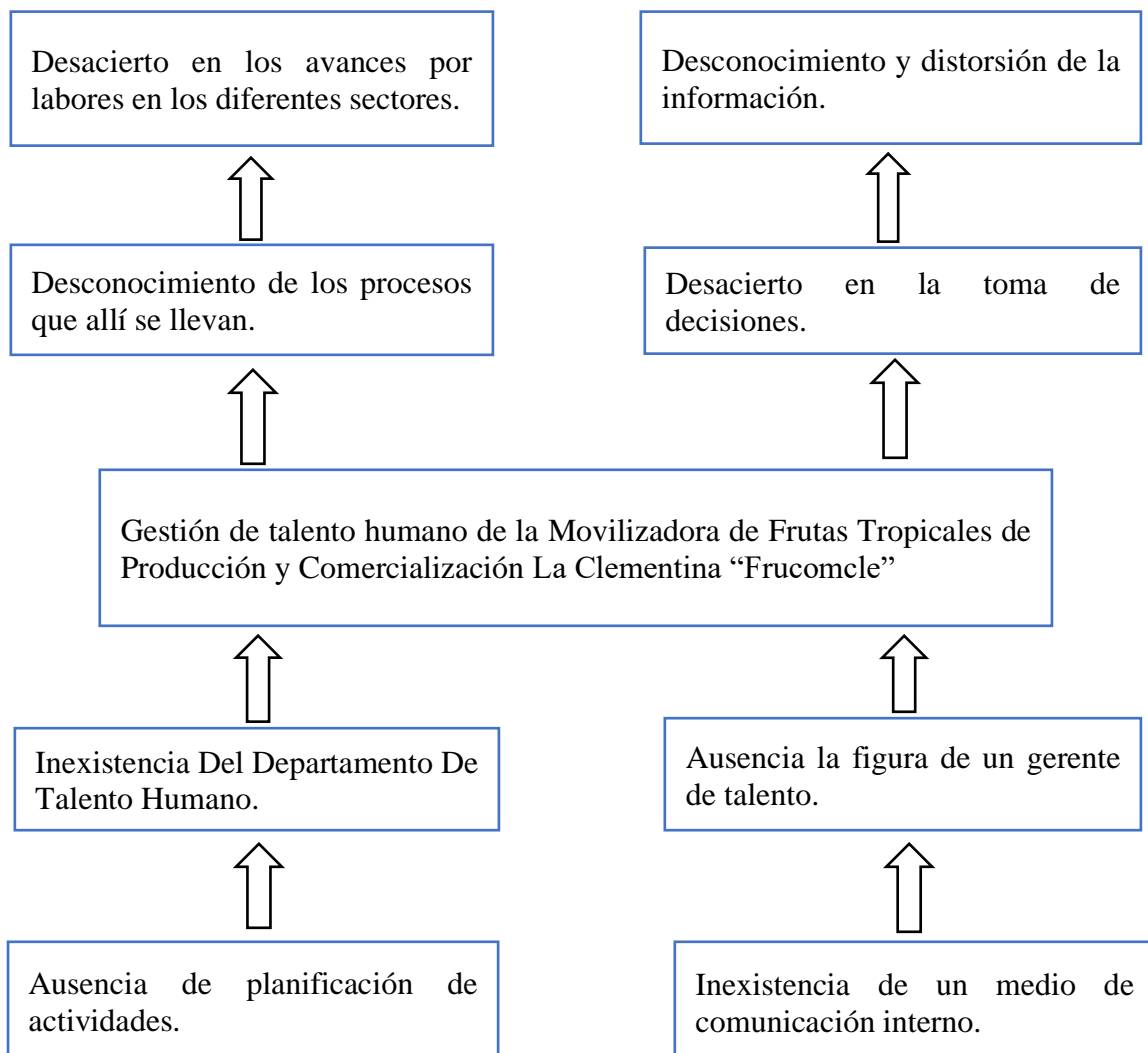 Desacierto en los avances por
labores en los diferentes sectores.
Desconocimiento y distorsión de la
información.
Desconocimiento de los procesos
que allí se llevan.
Desacierto en la toma de
decisiones.
Gestión de talento humano de la Movilizadora de Frutas Tropicales de
Producción y Comercialización La Clementina “Frucomcle”
Inexistencia Del Departamento De
Talento Humano.
Ausencia la figura de un gerente
de talento.
Ausencia de planificación de
actividades.
Inexistencia de un medio de
comunicación interno.